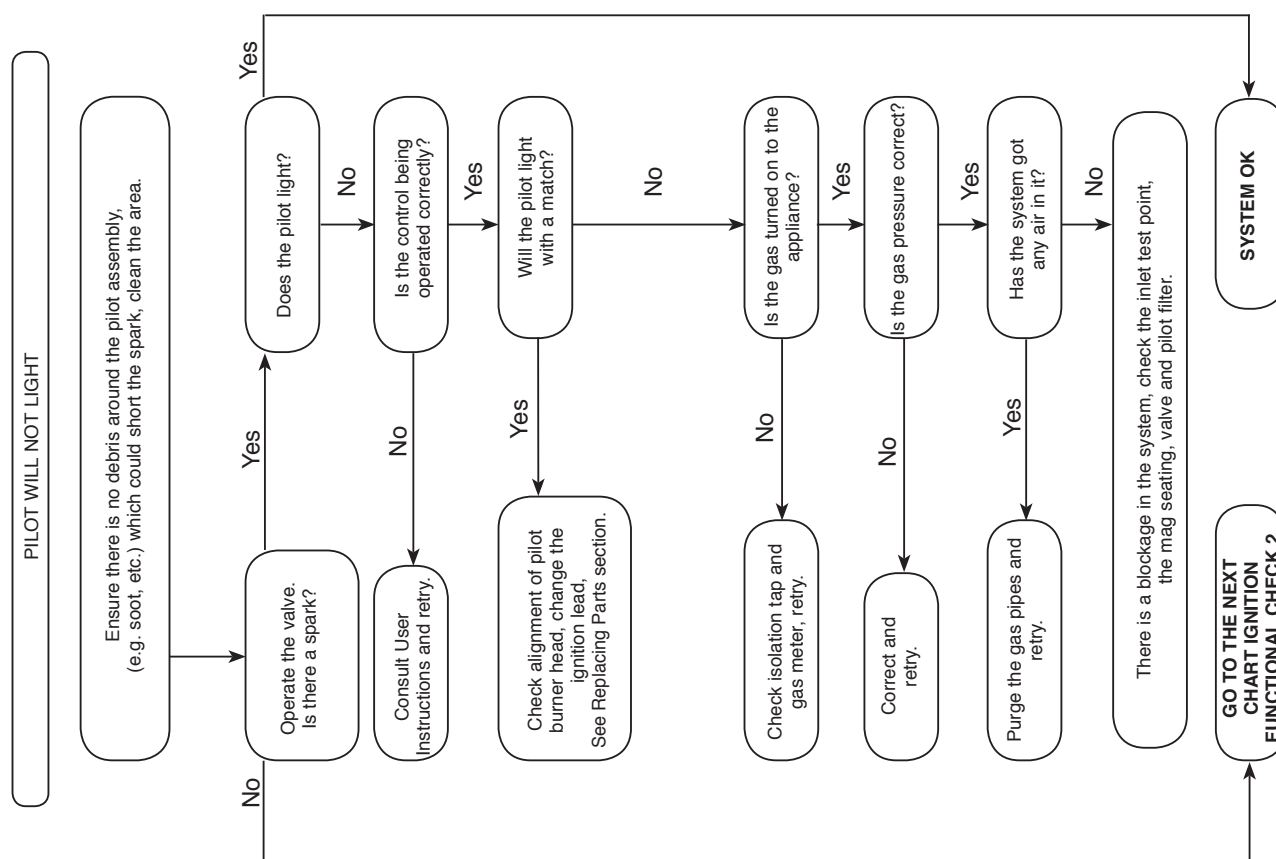 PILOT WILL NOT LIGHT
Ensure there is no debris around the pilot assembly,
(e.g. soot, etc.) which could short the spark, clean the area.
Operate the valve.
Is there a spark?
Yes
No
Does the pilot light?
Yes
No
Is the control being
operated correctly?
No
Consult User
Instructions and retry.
Yes
Will the pilot light
with a match?
Yes
Check alignment of pilot
burner head, change the
ignition lead,
See Replacing Parts section.
No
Is the gas turned on to the
appliance?
No
Check isolation tap and
gas meter, retry.
Yes
Is the gas pressure correct?
No
Correct and
retry.
Yes
Has the system got
any air in it?
Yes
Purge the gas pipes and
retry.
No
There is a blockage in the system, check the inlet test point,
the mag seating, valve and pilot filter.
GO TO THE NEXT
CHART IGNITION
FUNCTIONAL CHECK 2
SYSTEM OK